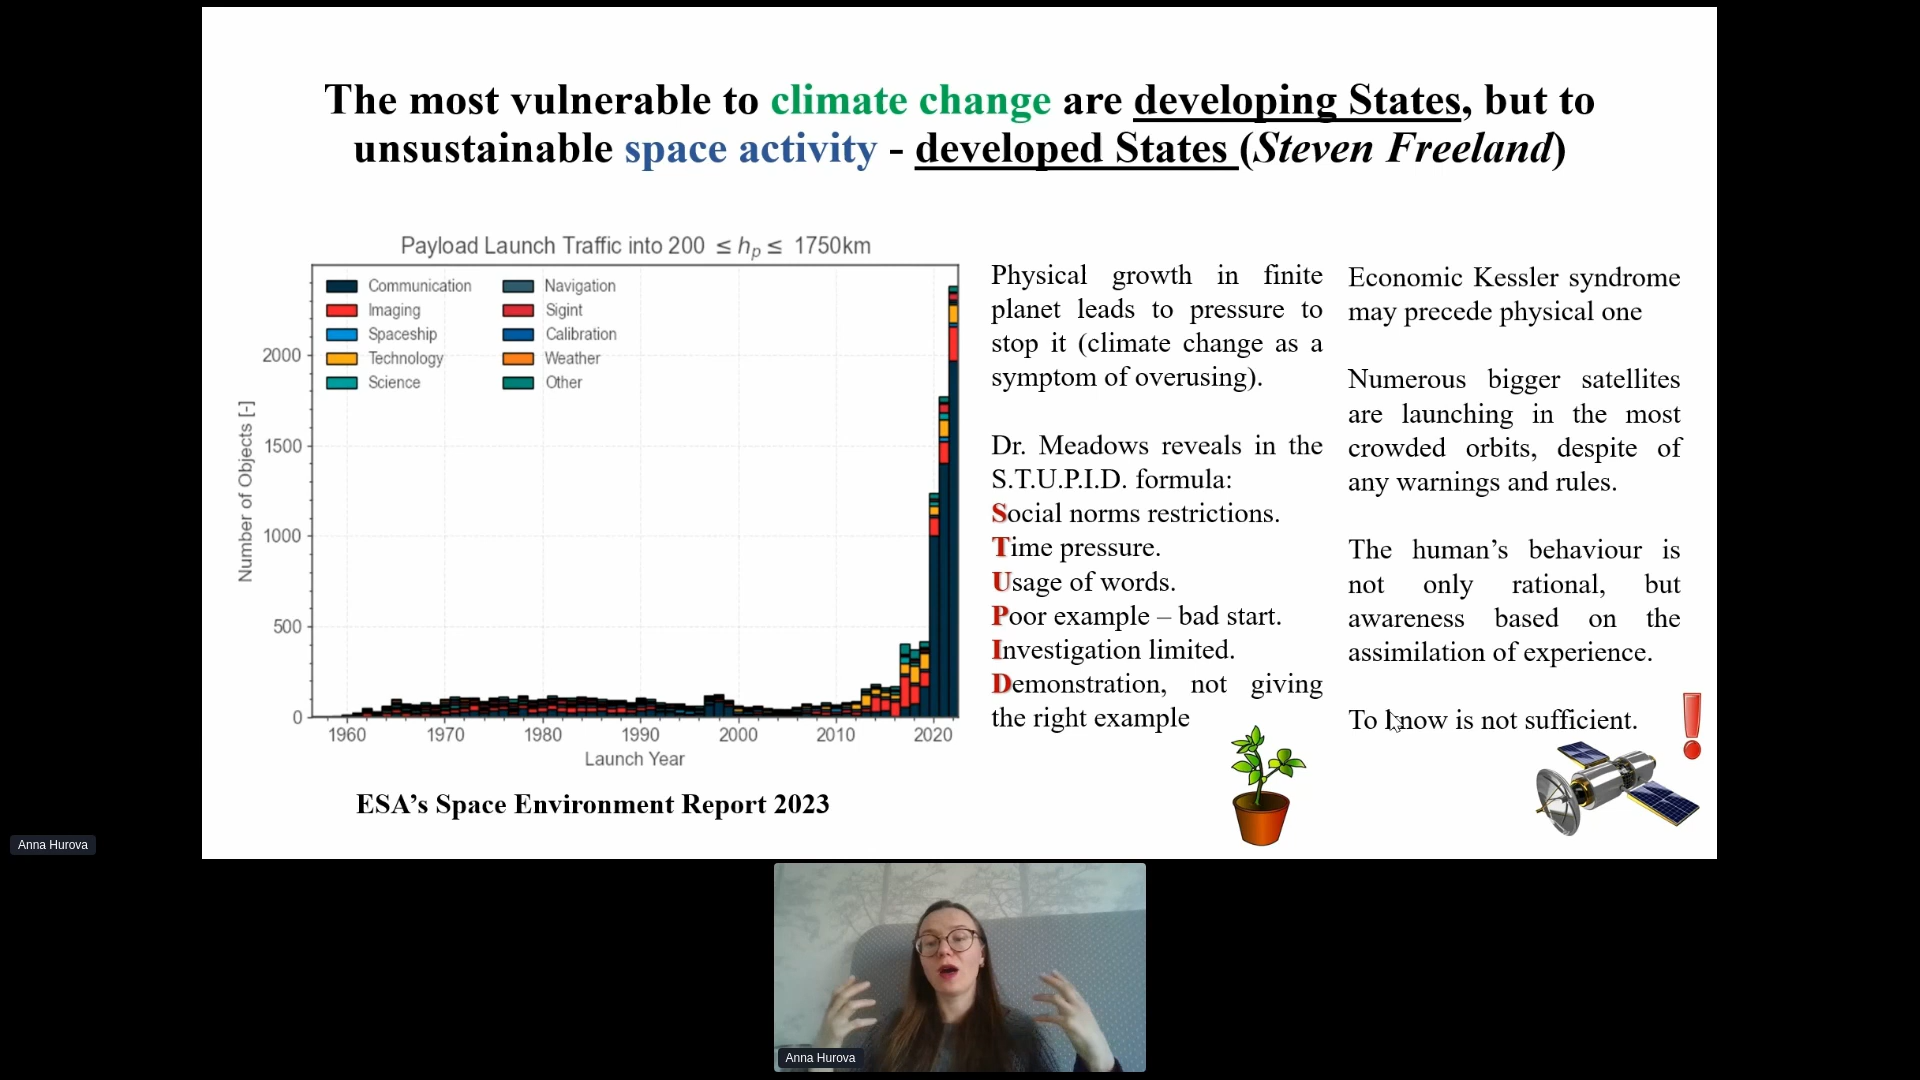 The most vulnerable to climate change are developing States, but to
unsustainable space activity - developed States (Steven Freeland)
Payload Launch Traffic into 200 ≤ hp ≤ 1750km
Communication
Imaging
Spaceship
Technology
Science
Navigation
Sigint
Calibration
Weather
Other
Number of Objects [-]
2000
1500
1000
500
0
1960 1970 1980 1990 2000 2010 2020
Launch Year
ESA’s Space Environment Report 2023
Physical growth in finite
planet leads to pressure to
stop it (climate change as a
symptom of overusing).
Dr. Meadows reveals in the
S.T.U.P.I.D. formula:
Social norms restrictions.
Time pressure.
Usage of words.
Poor example – bad start.
Investigation limited.
Demonstration, not giving
the right example
Economic Kessler syndrome
may precede physical one
Numerous bigger satellites
are launching in the most
crowded orbits, despite of
any warnings and rules.
The human’s behaviour is
not only rational, but
awareness based on the
assimilation of experience.
To know is not sufficient.
Anna Hurova
Anna Hurova